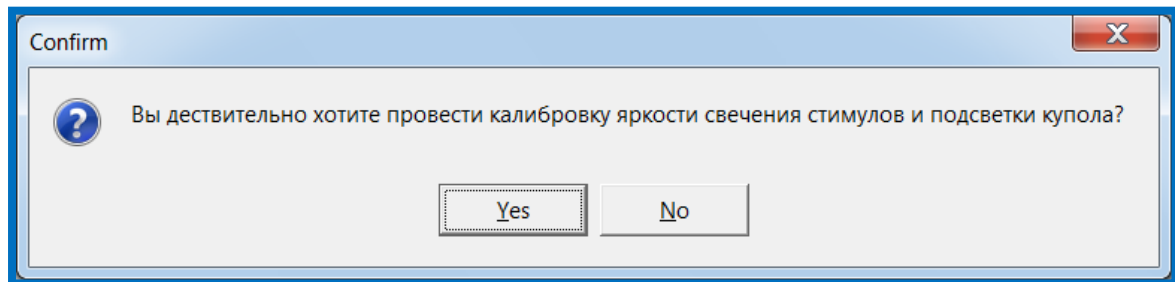 Confirm
Вы дествительно хотите провести калибровку яркости свечения стимулов и подсветки купола?
Yes
No